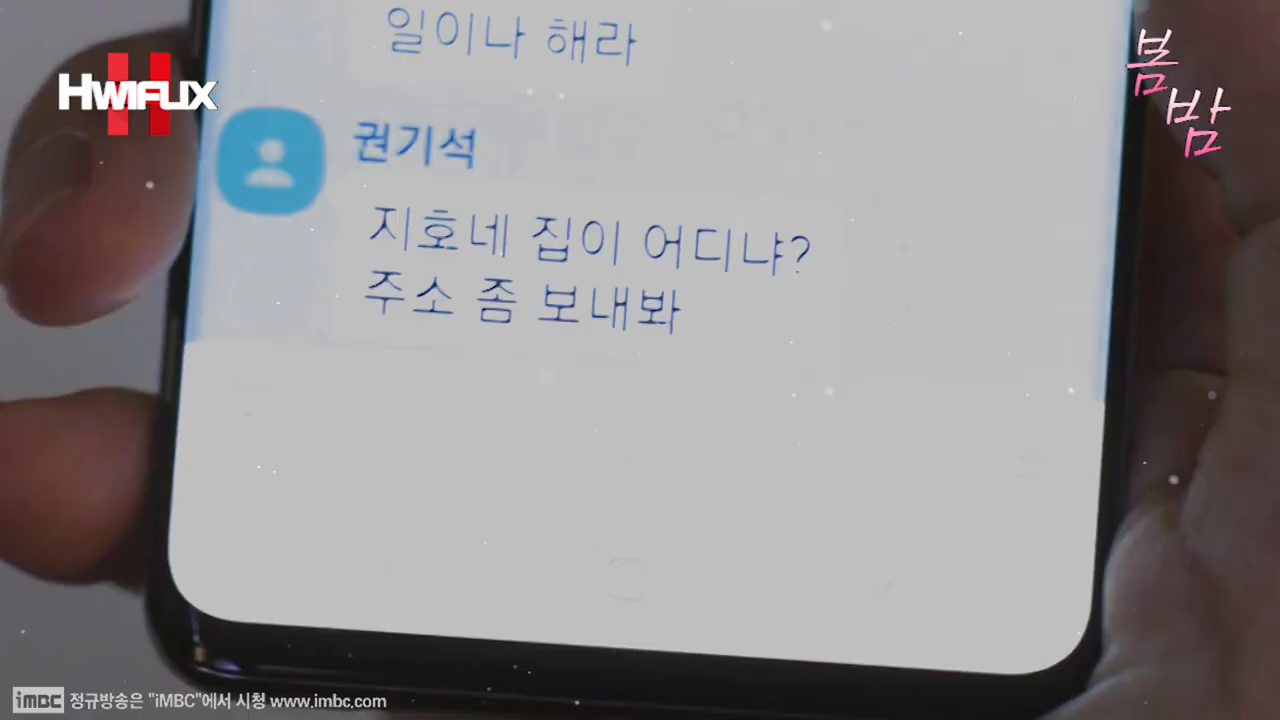 일이나 해라
HWIFLIX
봄
밤
권기석
지호네 집이 어디냐?
주소 좀 보내봐
iMBC 정규방송은 "iMBC"에서 시청 www.imbc.com